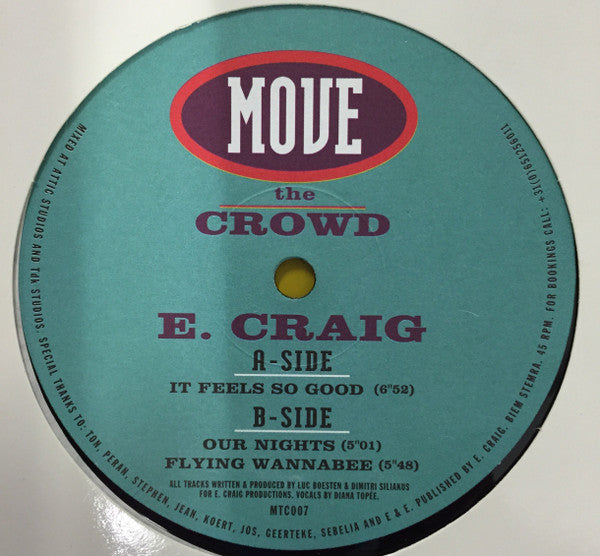 MOVE
the
CROWD
E. CRAIG
A-SIDE
IT FEELS SO GOOD (6"52)
B-SIDE
OUR NIGHTS (5"01)
FLYING WANNABEE (5"48)
ALL TRACKS WRITTEN & PRODUCED BY LUC BOESTEN & DIMITRI SILIAKUS
FOR E. CRAIG PRODUCTIONS. VOCALS BY DIANA TOPÉE.
MTC007
MIXED AT ATTIC STUDIOS AND Tdk STUDIOS. SPECIAL THANKS TO: TON, PERAN, STEPHEN, JEAN, KOERT, JOS, GEERTEKE, SEBELIA AND E & E. PUBLISHED BY E. CRAIG. BIEM STEMRA. 45 RPM. FOR BOOKINGS CALL: +31(0)651256011